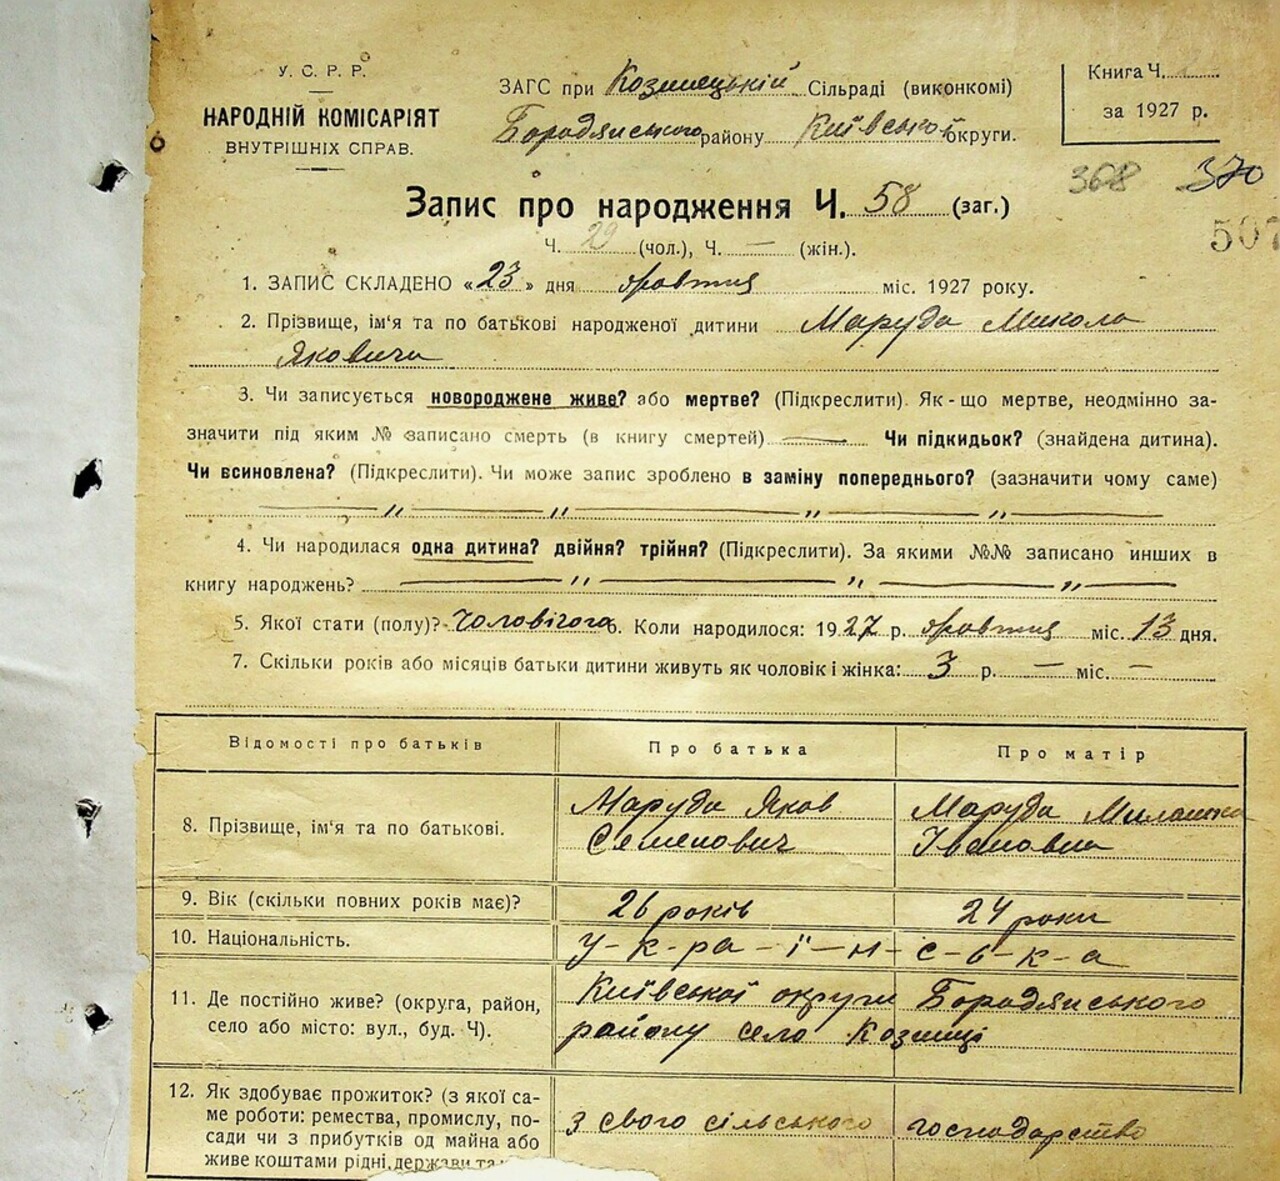 У. С. Р. Р.
НАРОДНІЙ КОМІСАРІЯТ
ВНУТРІШНІХ СПРАВ.
ЗАГС при Козинецькій Сільраді (виконкомі)
Бородянського району Київської округи.
Книга Ч.
за 1927 р.
368 370
507
Запис про народження Ч. 58 (заг.)
Ч. 29 (чол.), Ч. — (жін.).
1. ЗАПИС СКЛАДЕНО «23» дня жовтня міс. 1927 року.
2. Прізвище, ім'я та по батькові народженої дитини Маруда Микола
Якович
3. Чи записується новороджене живе? або мертве? (Підкреслити). Як-що мертве, неодмінно за-
значити під яким № записано смерть (в книгу смертей) — Чи підкидьок? (знайдена дитина).
Чи всиновлена? (Підкреслити). Чи може запис зроблено в заміну попереднього? (зазначити чому саме)
— „ — „ — „ — „ —
4. Чи народилася одна дитина? двійня? трійня? (Підкреслити). За якими №№ записано инших в
книгу народжень? — „ — „ — „ —
5. Якої стати (полу)? Чоловічого 6. Коли народилося: 1927 р. жовтня міс. 13 дня.
7. Скільки років або місяців батьки дитини живуть як чоловік і жінка: 3 р. — міс. —
Відомості про батьків Про батька Про матір
8. Прізвище, ім'я та по батькові. Маруда Яков Семенович Маруда Милашка Івановна
9. Вік (скільки повних років має)? 26 років 24 роки
10. Національність. у-к-ра-ї-н-с-ь-к-а
11. Де постійно живе? (округа, район, Київської округи Бородянського
село або місто: вул., буд. Ч). району село Козинці
12. Як здобуває прожиток? (з якої са-
ме роботи: ремества, промислу, по- з свого сільського господарство
сади чи з прибутків од майна або
живе коштами рідні, держави та